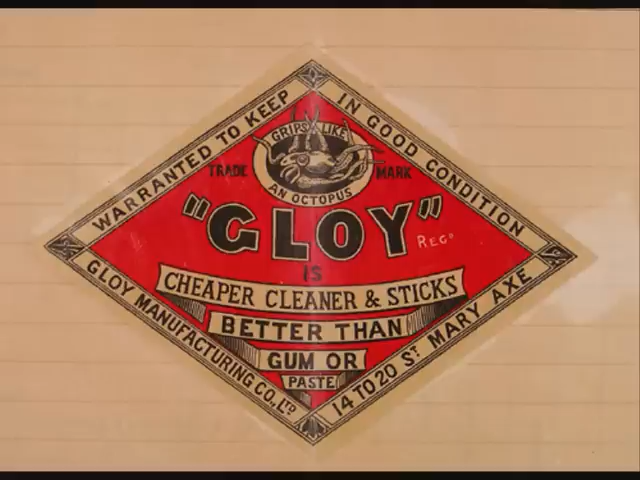 WARRANTED TO KEEP
IN GOOD CONDITION
GRIPS LIKE
AN OCTOPUS
TRADE MARK
"GLOY" REGD
IS
CHEAPER CLEANER & STICKS
BETTER THAN
GUM OR
PASTE
GLOY MANUFACTURING CO., LTD
14 TO 20 ST MARY AXE